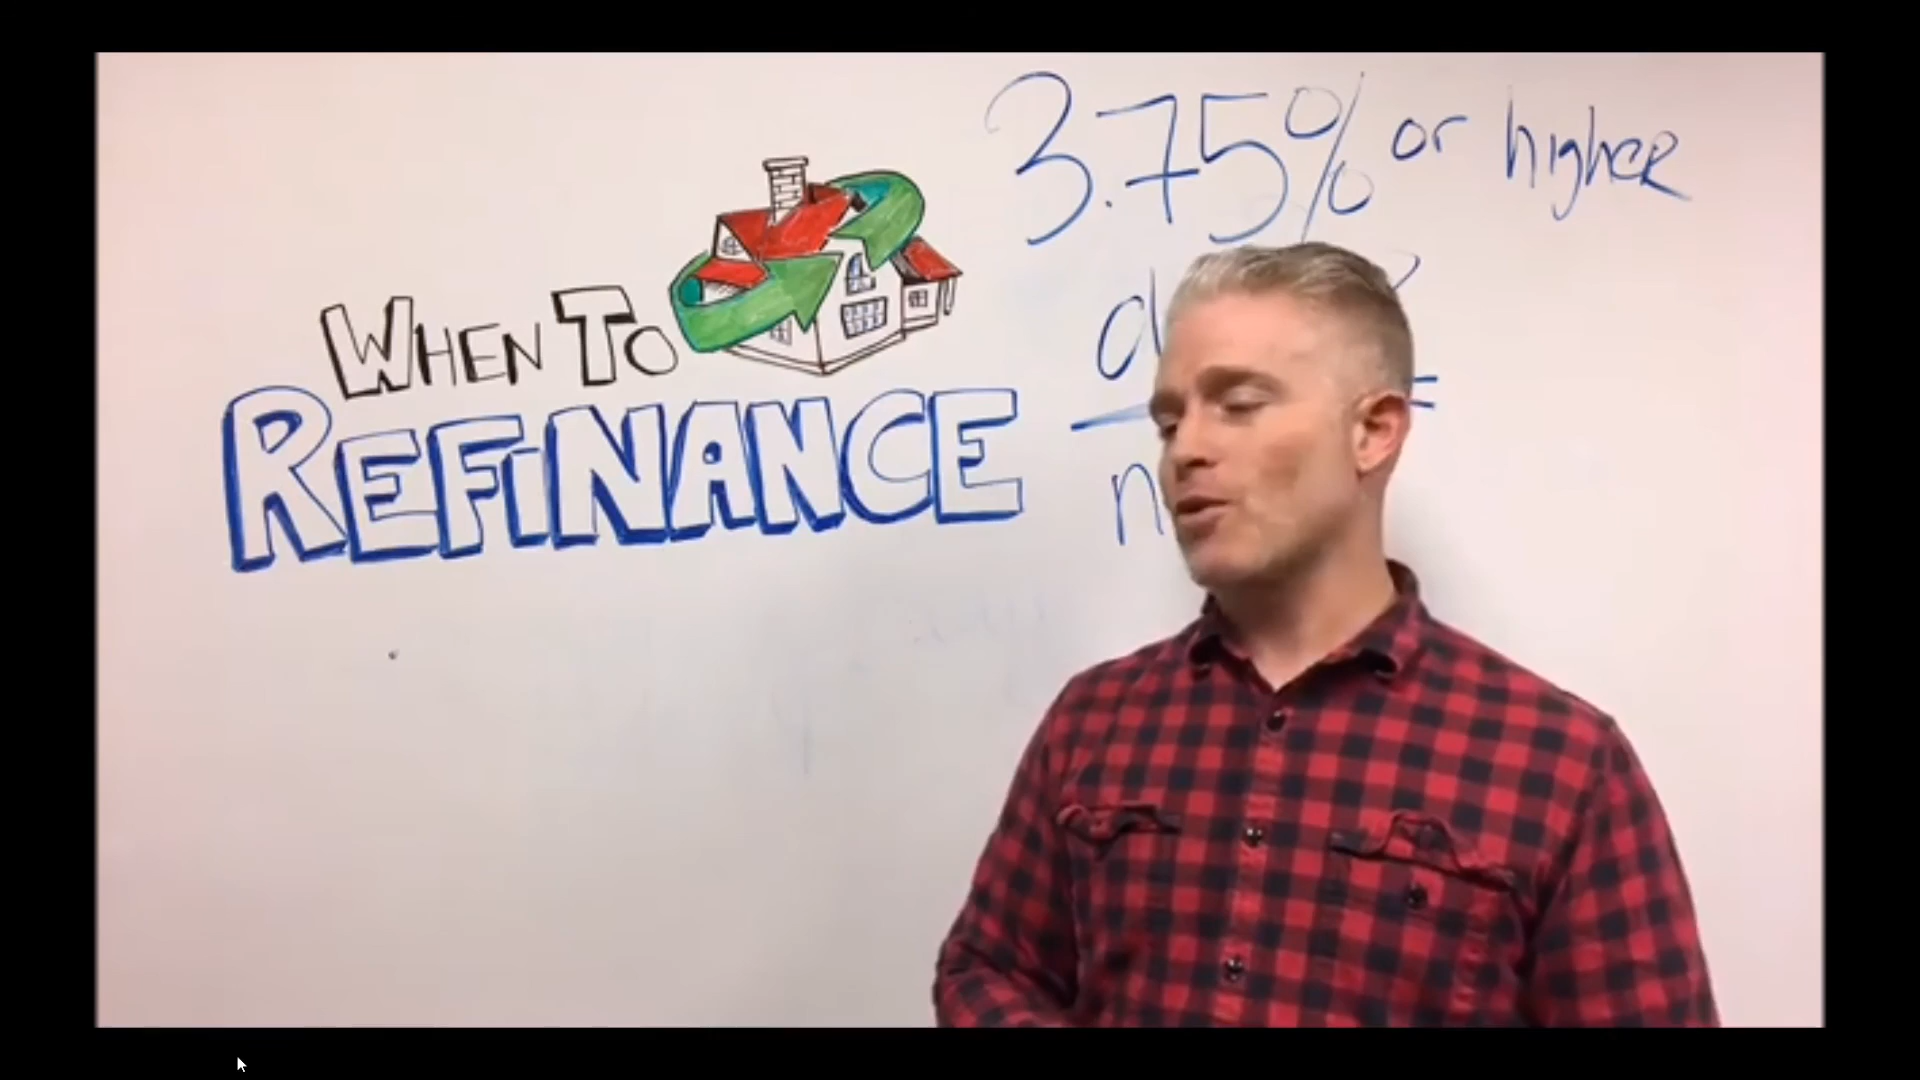 WHEN TO
REFINANCE
3.75% or higher
=